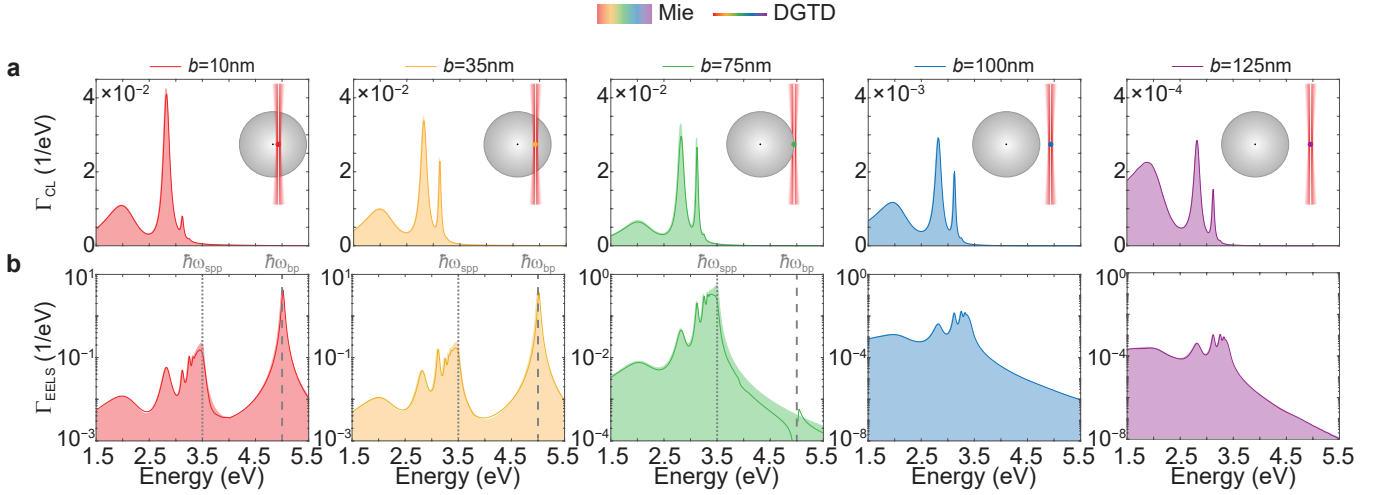 Mie DGTD
a
b=10nm b=35nm b=75nm b=100nm b=125nm
4 ×10⁻² 4 ×10⁻² 4 ×10⁻² 4 ×10⁻³ 4 ×10⁻⁴
2 2 2 2 2
0 0 0 0 0
Γ_CL (1/eV)
b
ℏω_spp ℏω_bp ℏω_spp ℏω_bp ℏω_spp ℏω_bp
10¹ 10¹ 10⁰ 10⁰ 10⁰
10⁻¹ 10⁻¹ 10⁻² 10⁻⁴ 10⁻⁴
10⁻³ 10⁻³ 10⁻⁴ 10⁻⁸ 10⁻⁸
Γ_EELS (1/eV)
1.5 2.5 3.5 4.5 5.5 1.5 2.5 3.5 4.5 5.5 1.5 2.5 3.5 4.5 5.5 1.5 2.5 3.5 4.5 5.5 1.5 2.5 3.5 4.5 5.5
Energy (eV) Energy (eV) Energy (eV) Energy (eV) Energy (eV)